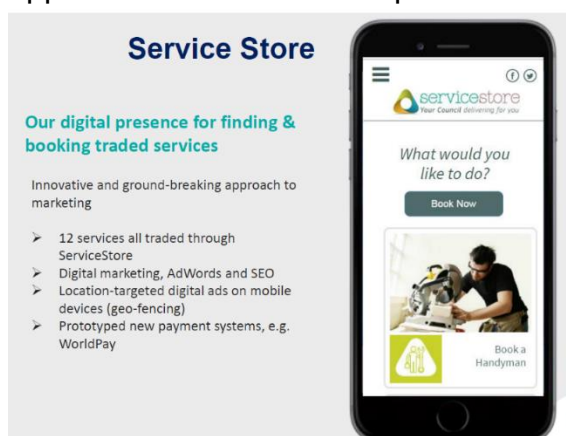 Service Store
Our digital presence for finding &
booking traded services
Innovative and ground-breaking approach to
marketing
➤ 12 services all traded through
ServiceStore
➤ Digital marketing, AdWords and SEO
➤ Location-targeted digital ads on mobile
devices (geo-fencing)
➤ Prototyped new payment systems, e.g.
WorldPay
servicestore
Your Council delivering for you
What would you
like to do?
Book Now
Book a
Handyman